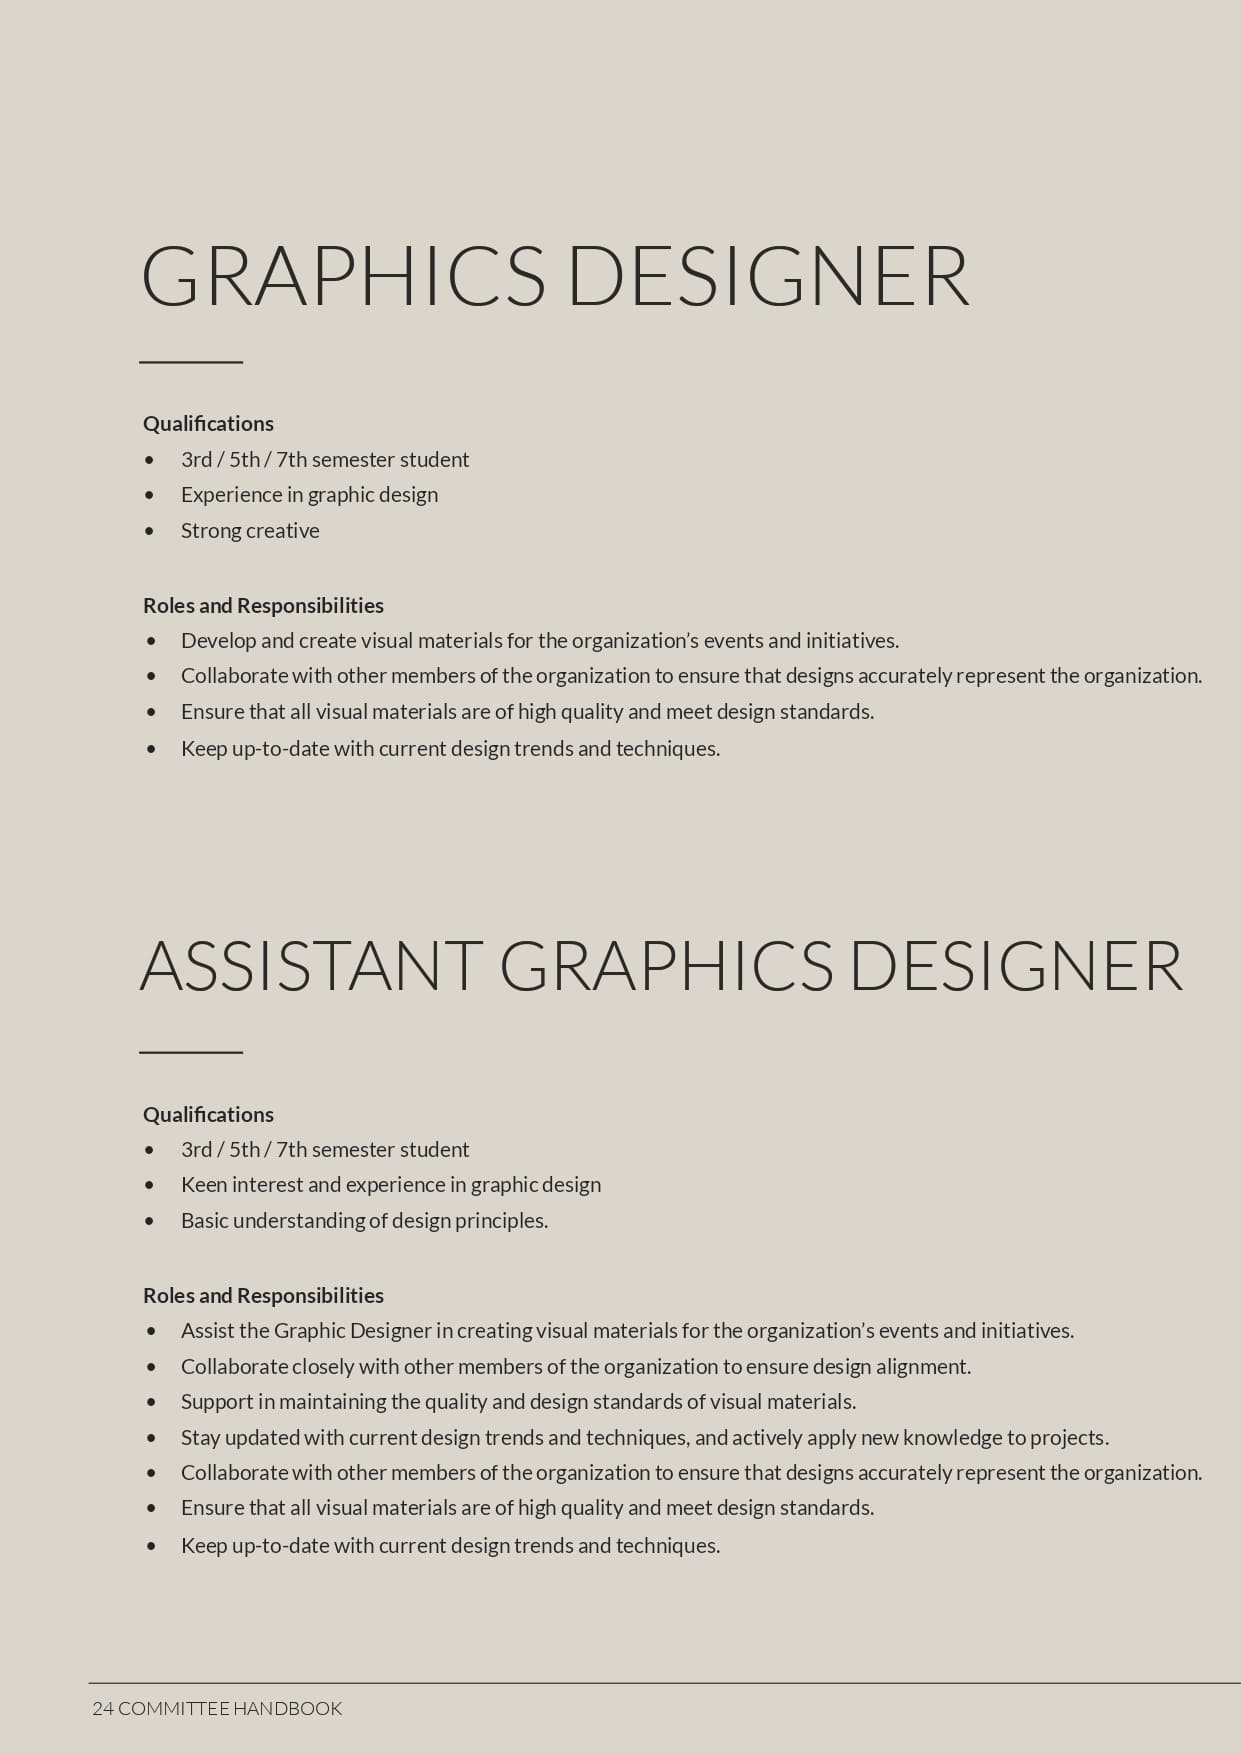 GRAPHICS DESIGNER
Qualifications
• 3rd / 5th / 7th semester student
• Experience in graphic design
• Strong creative
Roles and Responsibilities
• Develop and create visual materials for the organization’s events and initiatives.
• Collaborate with other members of the organization to ensure that designs accurately represent the organization.
• Ensure that all visual materials are of high quality and meet design standards.
• Keep up-to-date with current design trends and techniques.
ASSISTANT GRAPHICS DESIGNER
Qualifications
• 3rd / 5th / 7th semester student
• Keen interest and experience in graphic design
• Basic understanding of design principles.
Roles and Responsibilities
• Assist the Graphic Designer in creating visual materials for the organization’s events and initiatives.
• Collaborate closely with other members of the organization to ensure design alignment.
• Support in maintaining the quality and design standards of visual materials.
• Stay updated with current design trends and techniques, and actively apply new knowledge to projects.
• Collaborate with other members of the organization to ensure that designs accurately represent the organization.
• Ensure that all visual materials are of high quality and meet design standards.
• Keep up-to-date with current design trends and techniques.
24 COMMITTEE HANDBOOK